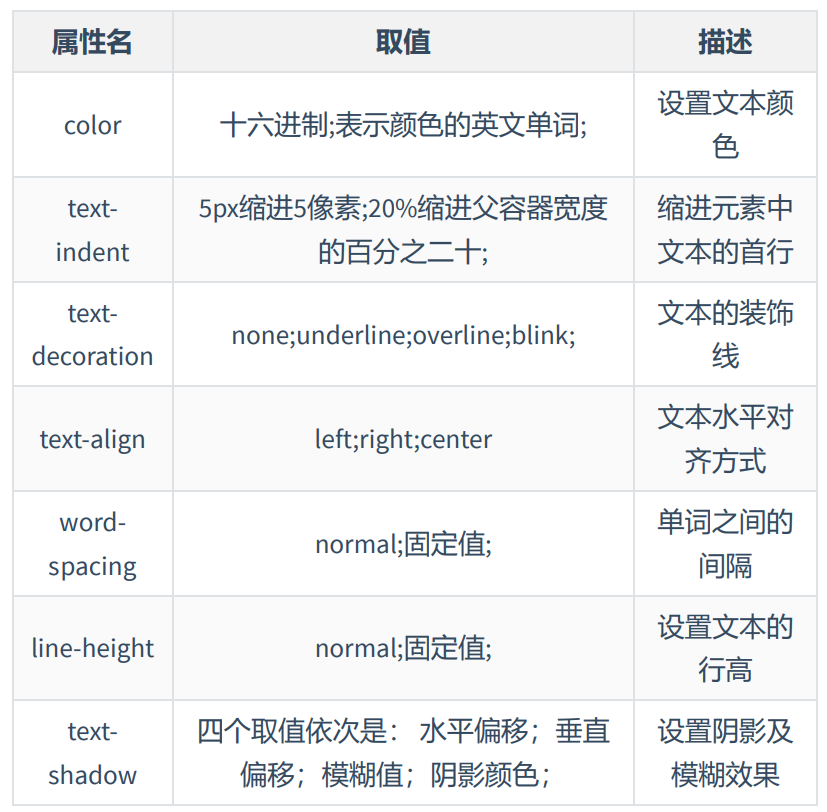 属性名 取值 描述
color 十六进制;表示颜色的英文单词; 设置文本颜
色
text- 5px缩进5像素;20%缩进父容器宽度 缩进元素中
indent 的百分之二十; 文本的首行
text- 文本的装饰
decoration none;underline;overline;blink; 线
text-align left;right;center 文本水平对
齐方式
word- 单词之间的
spacing normal;固定值; 间隔
line-height normal;固定值; 设置文本的
行高
text- 四个取值依次是： 水平偏移；垂直 设置阴影及
shadow 偏移；模糊值；阴影颜色； 模糊效果